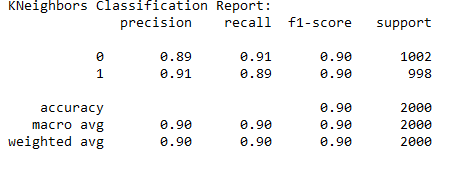 KNeighbors Classification Report:
              precision    recall  f1-score   support

           0       0.89      0.91      0.90      1002
           1       0.91      0.89      0.90       998

    accuracy                           0.90      2000
   macro avg       0.90      0.90      0.90      2000
weighted avg       0.90      0.90      0.90      2000